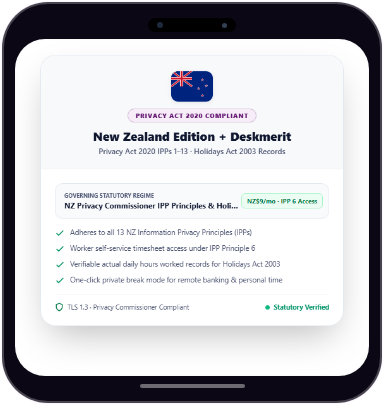 PRIVACY ACT 2020 COMPLIANT
New Zealand Edition + Deskmerit
Privacy Act 2020 IPPs 1–13 · Holidays Act 2003 Records
GOVERNING STATUTORY REGIME
NZ Privacy Commissioner IPP Principles & Holi...
NZ$9/mo · IPP 6 Access
Adheres to all 13 NZ Information Privacy Principles (IPPs)
Worker self-service timesheet access under IPP Principle 6
Verifiable actual daily hours worked records for Holidays Act 2003
One-click private break mode for remote banking & personal time
TLS 1.3 · Privacy Commissioner Compliant
Statutory Verified